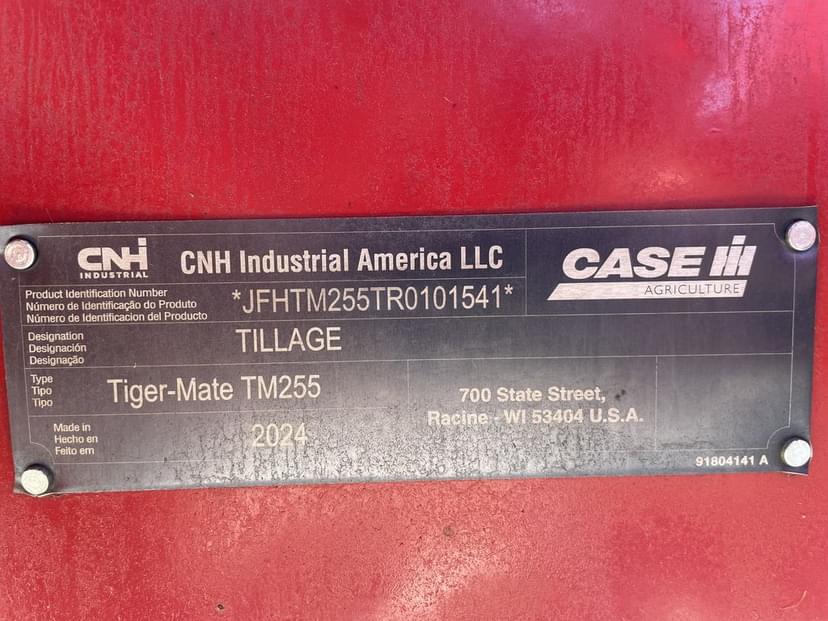 CNH
INDUSTRIAL
CNH Industrial America LLC
CASE IH
AGRICULTURE
Product Identification Number
Número de Identificação do Produto
Número de Identificacion del Producto
*JFHTM255TR0101541*
Designation
Designación
Designação
TILLAGE
Type
Tipo
Tipo
Tiger-Mate TM255
700 State Street,
Racine - WI 53404 U.S.A.
Made in
Hecho en
Feito em
2024
91804141 A